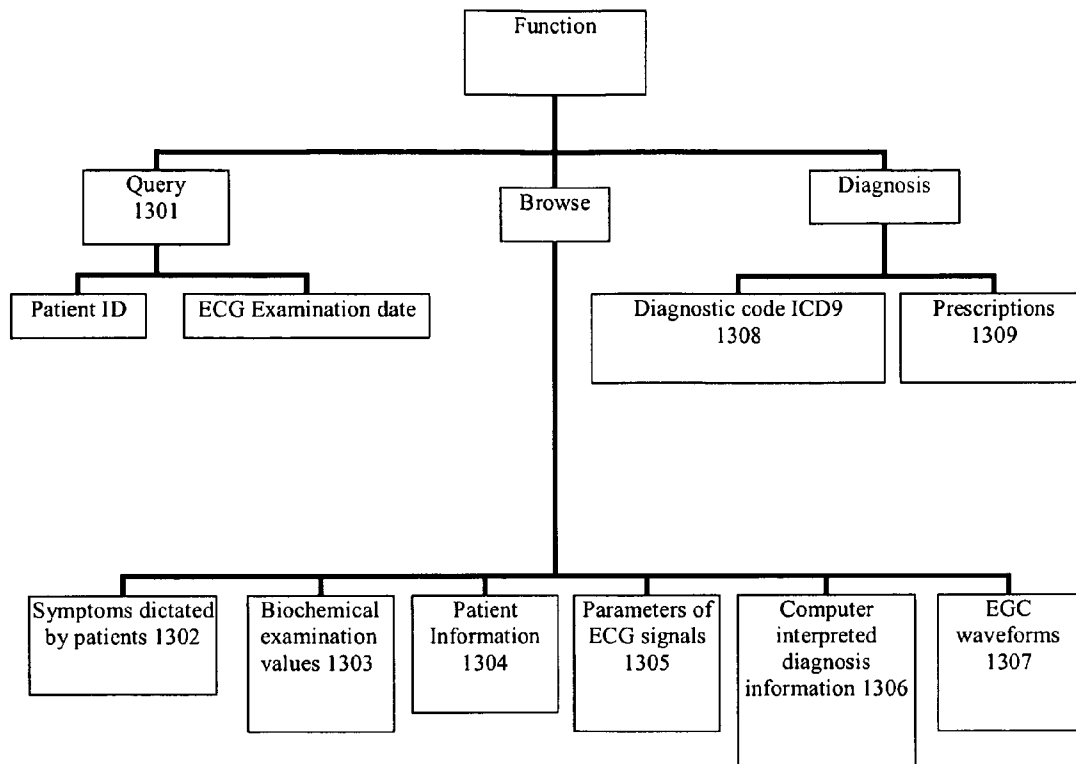 Function
Query
1301
Browse
Diagnosis
Patient ID
ECG Examination date
Diagnostic code ICD9
1308
Prescriptions
1309
Symptoms dictated
by patients 1302
Biochemical
examination
values 1303
Patient
Information
1304
Parameters of
ECG signals
1305
Computer
interpreted
diagnosis
information 1306
EGC
waveforms
1307